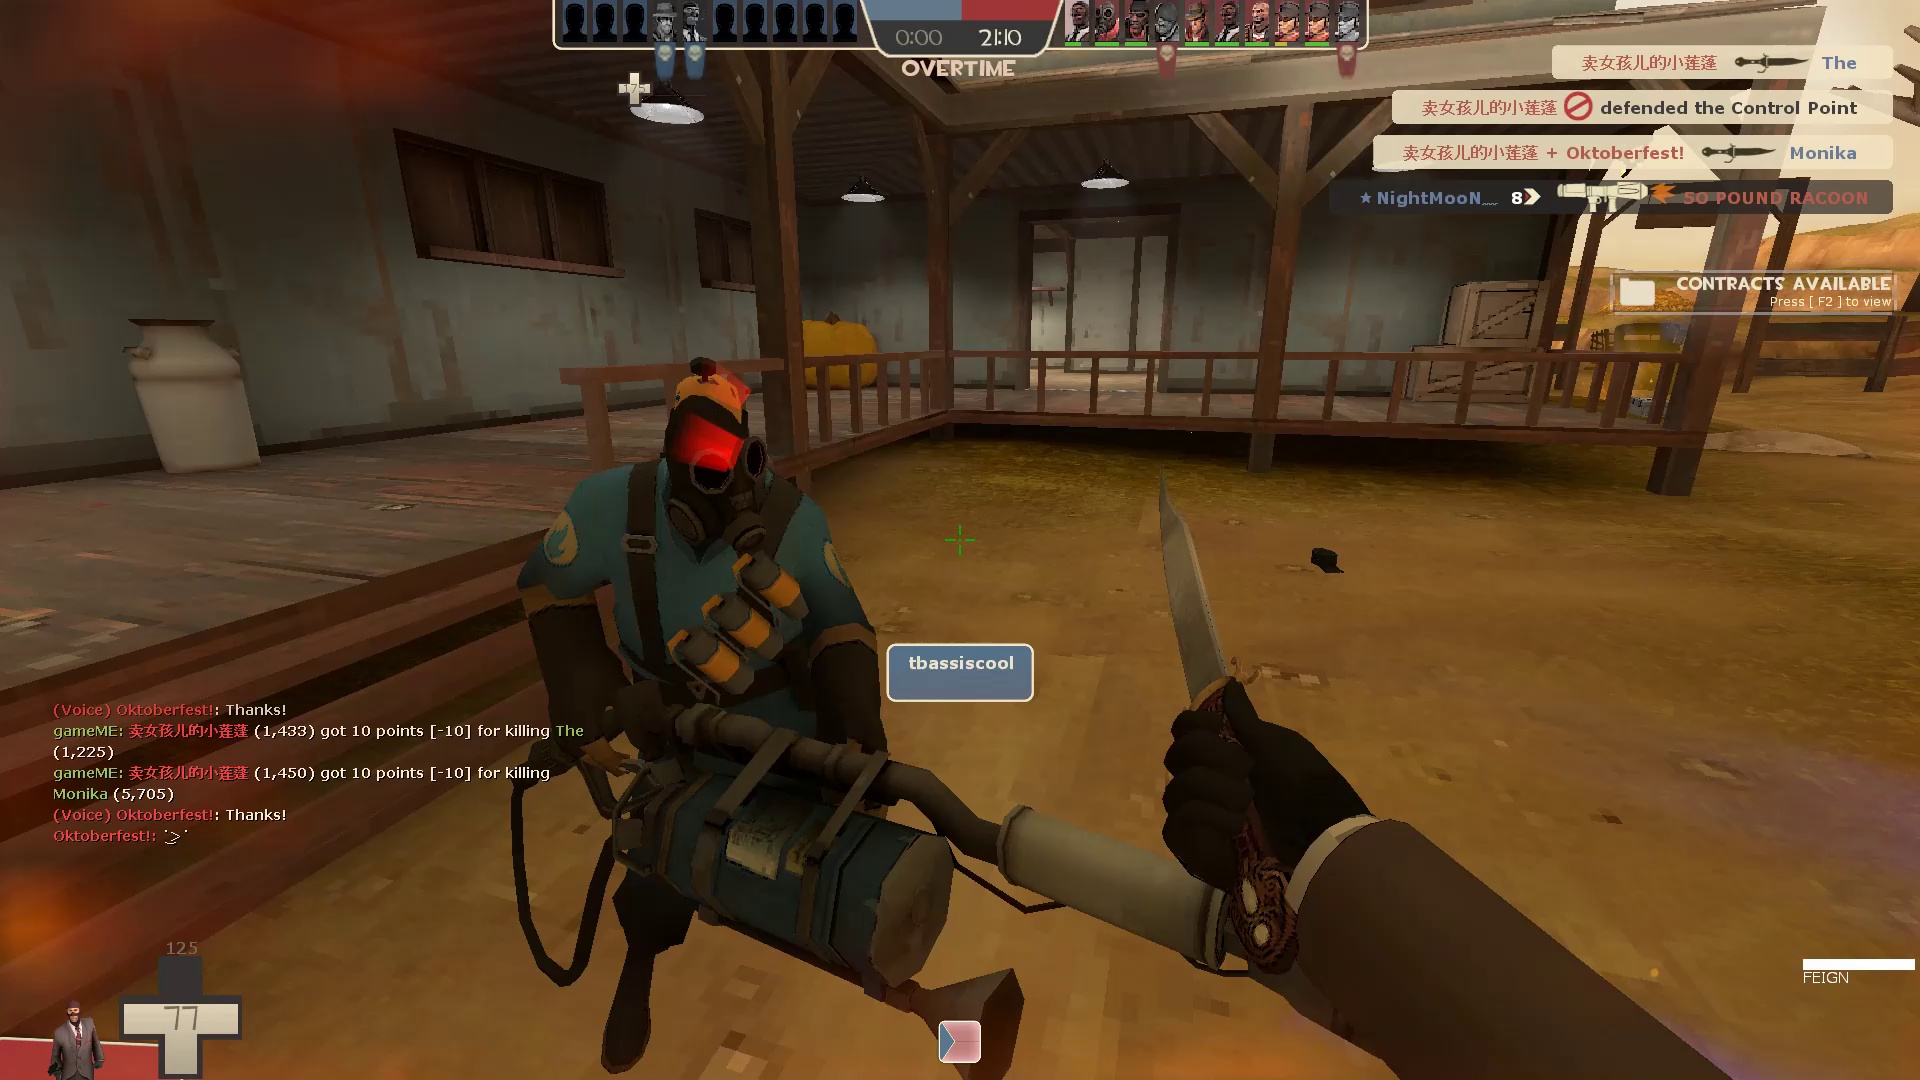 0:00 21:10
OVERTIME
175
卖女孩儿的小莲蓬 The
卖女孩儿的小莲蓬 defended the Control Point
卖女孩儿的小莲蓬 + Oktoberfest! Monika
★ NightMooN__ 8 50 POUND RACOON
CONTRACTS AVAILABLE
Press [ F2 ] to view
tbassiscool
(Voice) Oktoberfest!: Thanks!
gameME: 卖女孩儿的小莲蓬 (1,433) got 10 points [-10] for killing The
(1,225)
gameME: 卖女孩儿的小莲蓬 (1,450) got 10 points [-10] for killing
Monika (5,705)
(Voice) Oktoberfest!: Thanks!
Oktoberfest!:
125
77
FEIGN